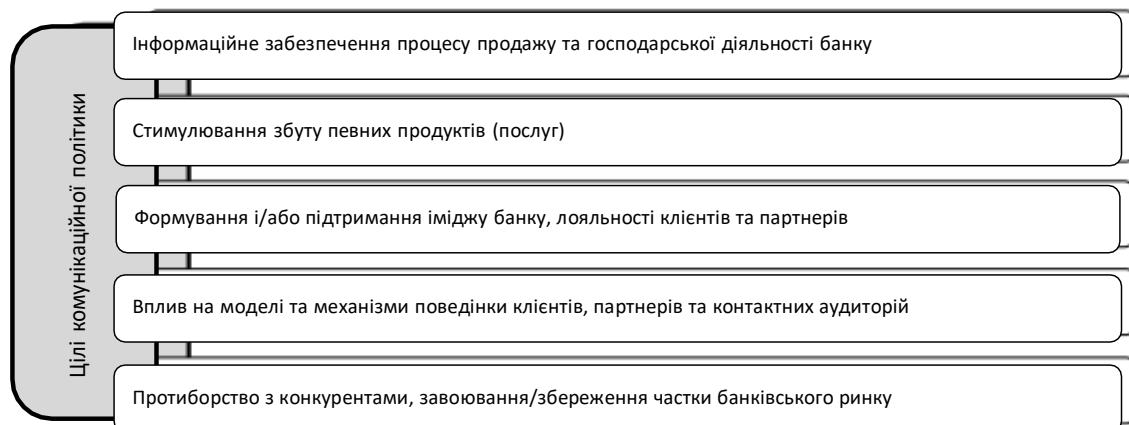 Цілі комунікаційної політики
Інформаційне забезпечення процесу продажу та господарської діяльності банку
Стимулювання збуту певних продуктів (послуг)
Формування і/або підтримання іміджу банку, лояльності клієнтів та партнерів
Вплив на моделі та механізми поведінки клієнтів, партнерів та контактних аудиторій
Протиборство з конкурентами, завоювання/збереження частки банківського ринку